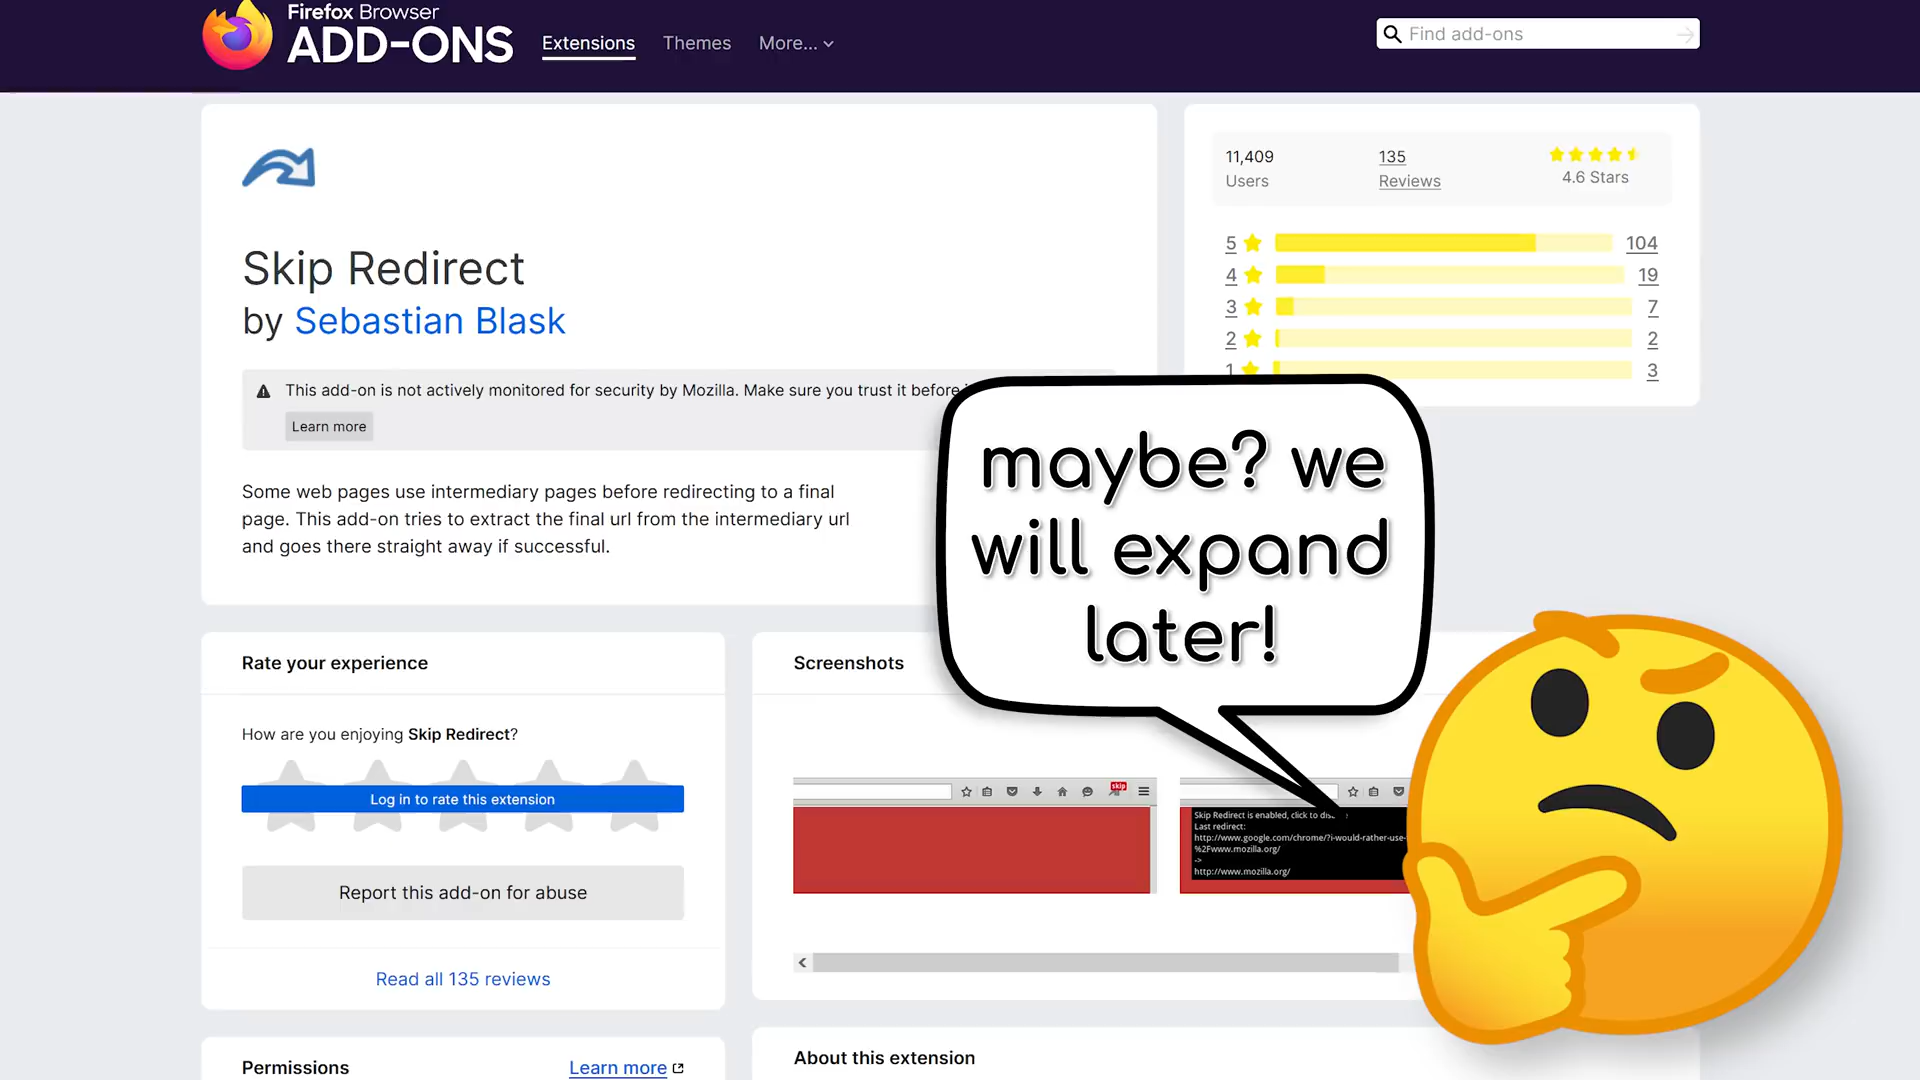 Firefox Browser
ADD-ONS
Extensions
Themes
More...
Find add-ons
Skip Redirect
by Sebastian Blask
This add-on is not actively monitored for security by Mozilla. Make sure you trust it before
Learn more
Some web pages use intermediary pages before redirecting to a final
page. This add-on tries to extract the final url from the intermediary url
and goes there straight away if successful.
11,409
Users
135
Reviews
4.6 Stars
5 104
4 19
3 7
2 2
1 3
maybe? we
will expand
later!
Rate your experience
How are you enjoying Skip Redirect?
Log in to rate this extension
Report this add-on for abuse
Read all 135 reviews
Screenshots
skip
Skip Redirect is enabled, click to
Last redirect:
http://www.google.com/chrome/?i-would-rather-use-
%2Fwww.mozilla.org/
->
http://www.mozilla.org/
Permissions
Learn more
About this extension